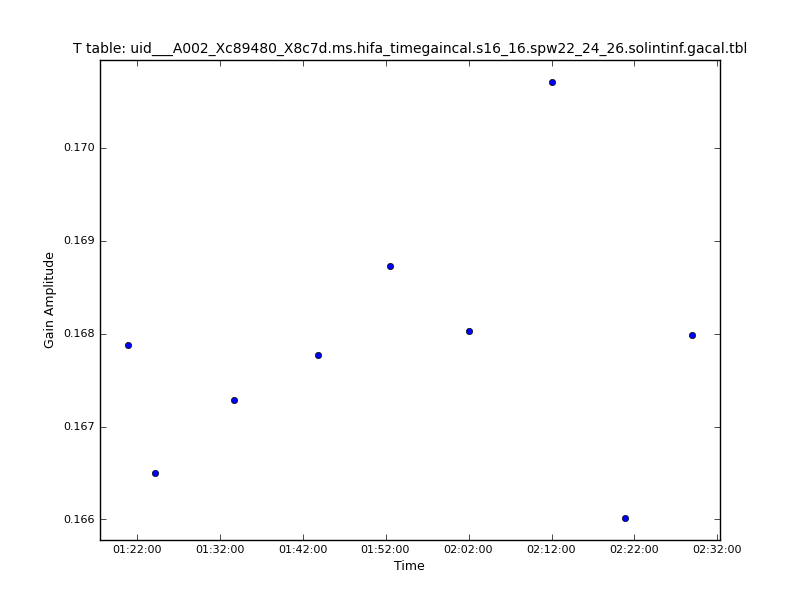 T table: uid___A002_Xc89480_X8c7d.ms.hifa_timegaincal.s16_16.spw22_24_26.solintinf.gacal.tbl
0.170
0.169
0.168
0.167
0.166
Gain Amplitude
01:22:00 01:32:00 01:42:00 01:52:00 02:02:00 02:12:00 02:22:00 02:32:00
Time